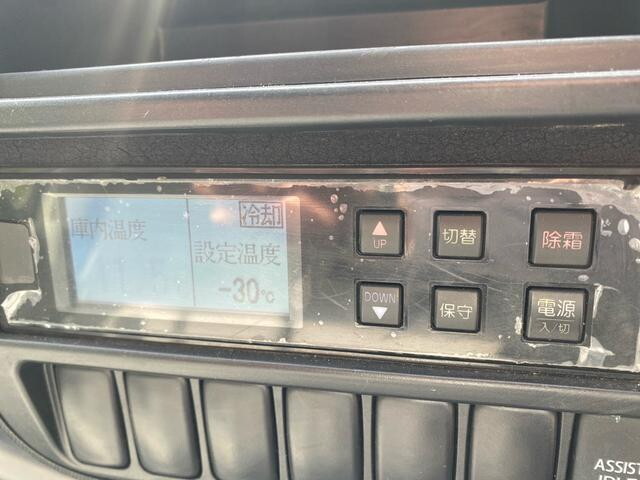 庫内温度
冷却
設定温度
-30℃
▲
UP
DOWN
▼
切替
保守
除霜
電源
入/切
ASSIST